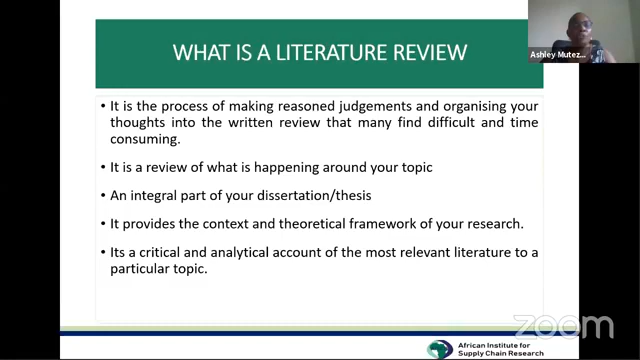 WHAT IS A LITERATURE REVIEW
Ashley Mutez...
• It is the process of making reasoned judgements and organising your
thoughts into the written review that many find difficult and time
consuming.
• It is a review of what is happening around your topic
• An integral part of your dissertation/thesis
• It provides the context and theoretical framework of your research.
• Its a critical and analytical account of the most relevant literature to a
particular topic.
zoom
African Institute for
Supply Chain Research